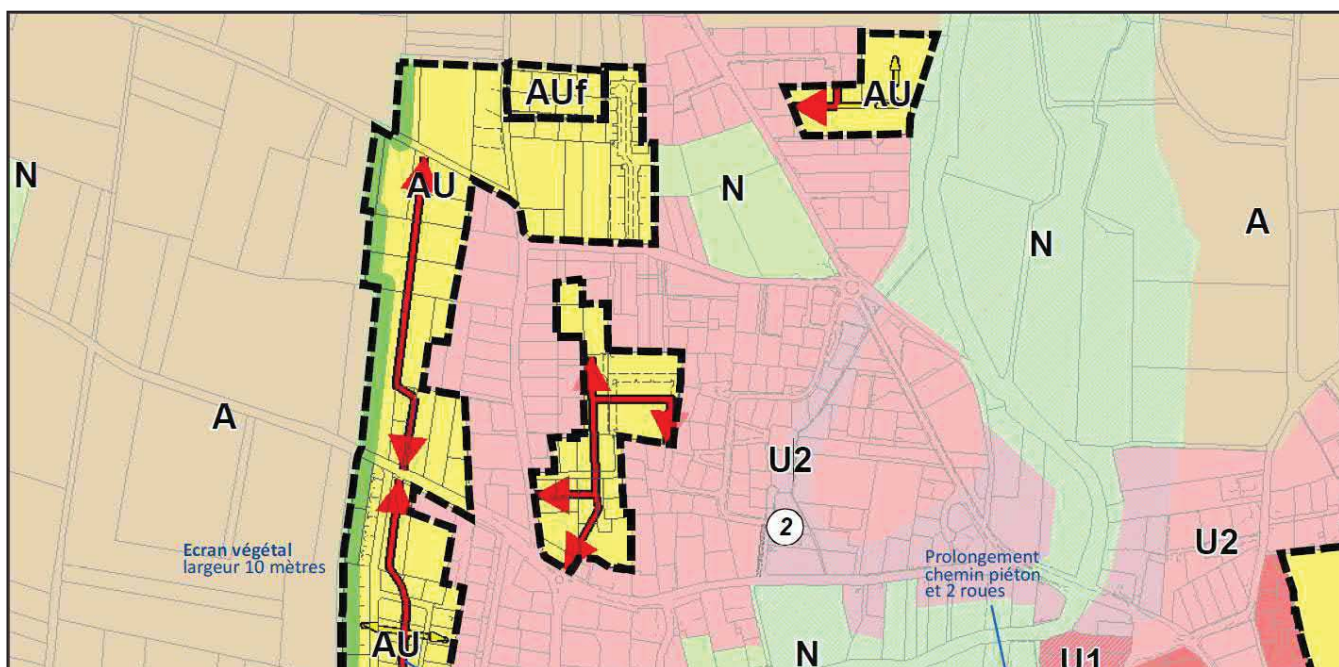 AUf
AU
N
AU
N
N
A
A
U2
2
U2
Ecran végétal
largeur 10 mètres
Prolongement
chemin piéton
et 2 roues
AU
N
U1